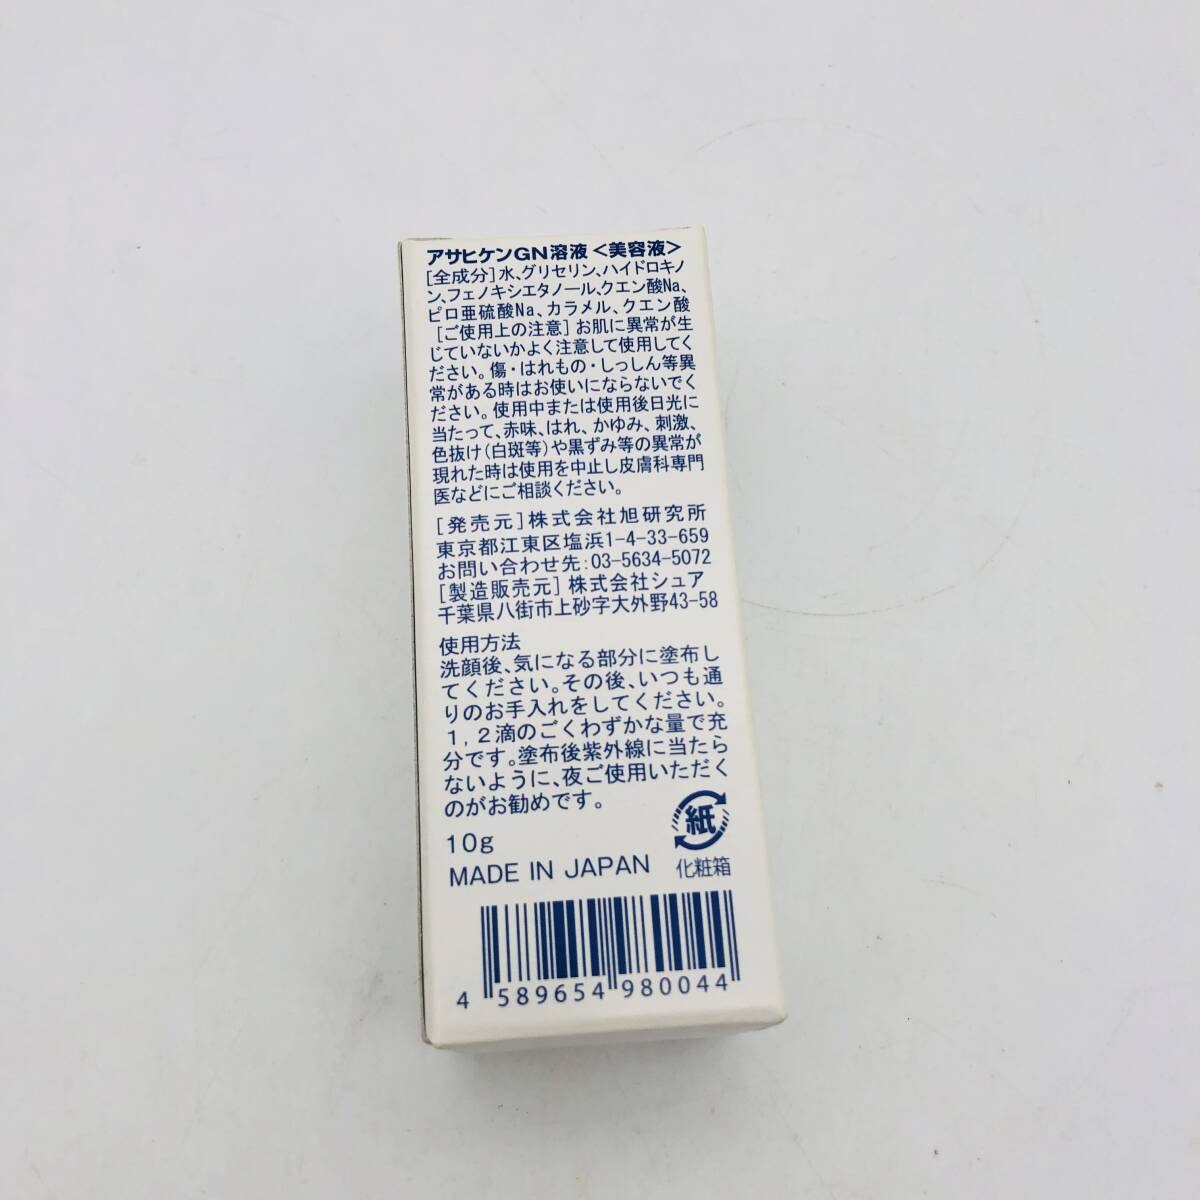 アサヒケンGN溶液＜美容液＞
[全成分]水、グリセリン、ハイドロキノ
ン、フェノキシエタノール、クエン酸Na、
ピロ亜硫酸Na、カラメル、クエン酸
[ご使用上の注意]お肌に異常が生
じていないかよく注意して使用してく
ださい。傷・はれもの・しっしん等異
常がある時はお使いにならないでく
ださい。使用中または使用後日光に
当たって、赤味、はれ、かゆみ、刺激、
色抜け(白斑等)や黒ずみ等の異常が
現れた時は使用を中止し皮膚科専門
医などにご相談ください。
[発売元]株式会社旭研究所
東京都江東区塩浜1-4-33-659
お問い合わせ先:03-5634-5072
[製造販売元]株式会社シュア
千葉県八街市上砂字大外野43-58
使用方法
洗顔後、気になる部分に塗布し
てください。その後、いつも通
りのお手入れをしてください。
1,2滴のごくわずかな量で充
分です。塗布後紫外線に当たら
ないように、夜ご使用いただく
のがお勧めです。
10g
MADE IN JAPAN
紙
化粧箱
4 589654 980044